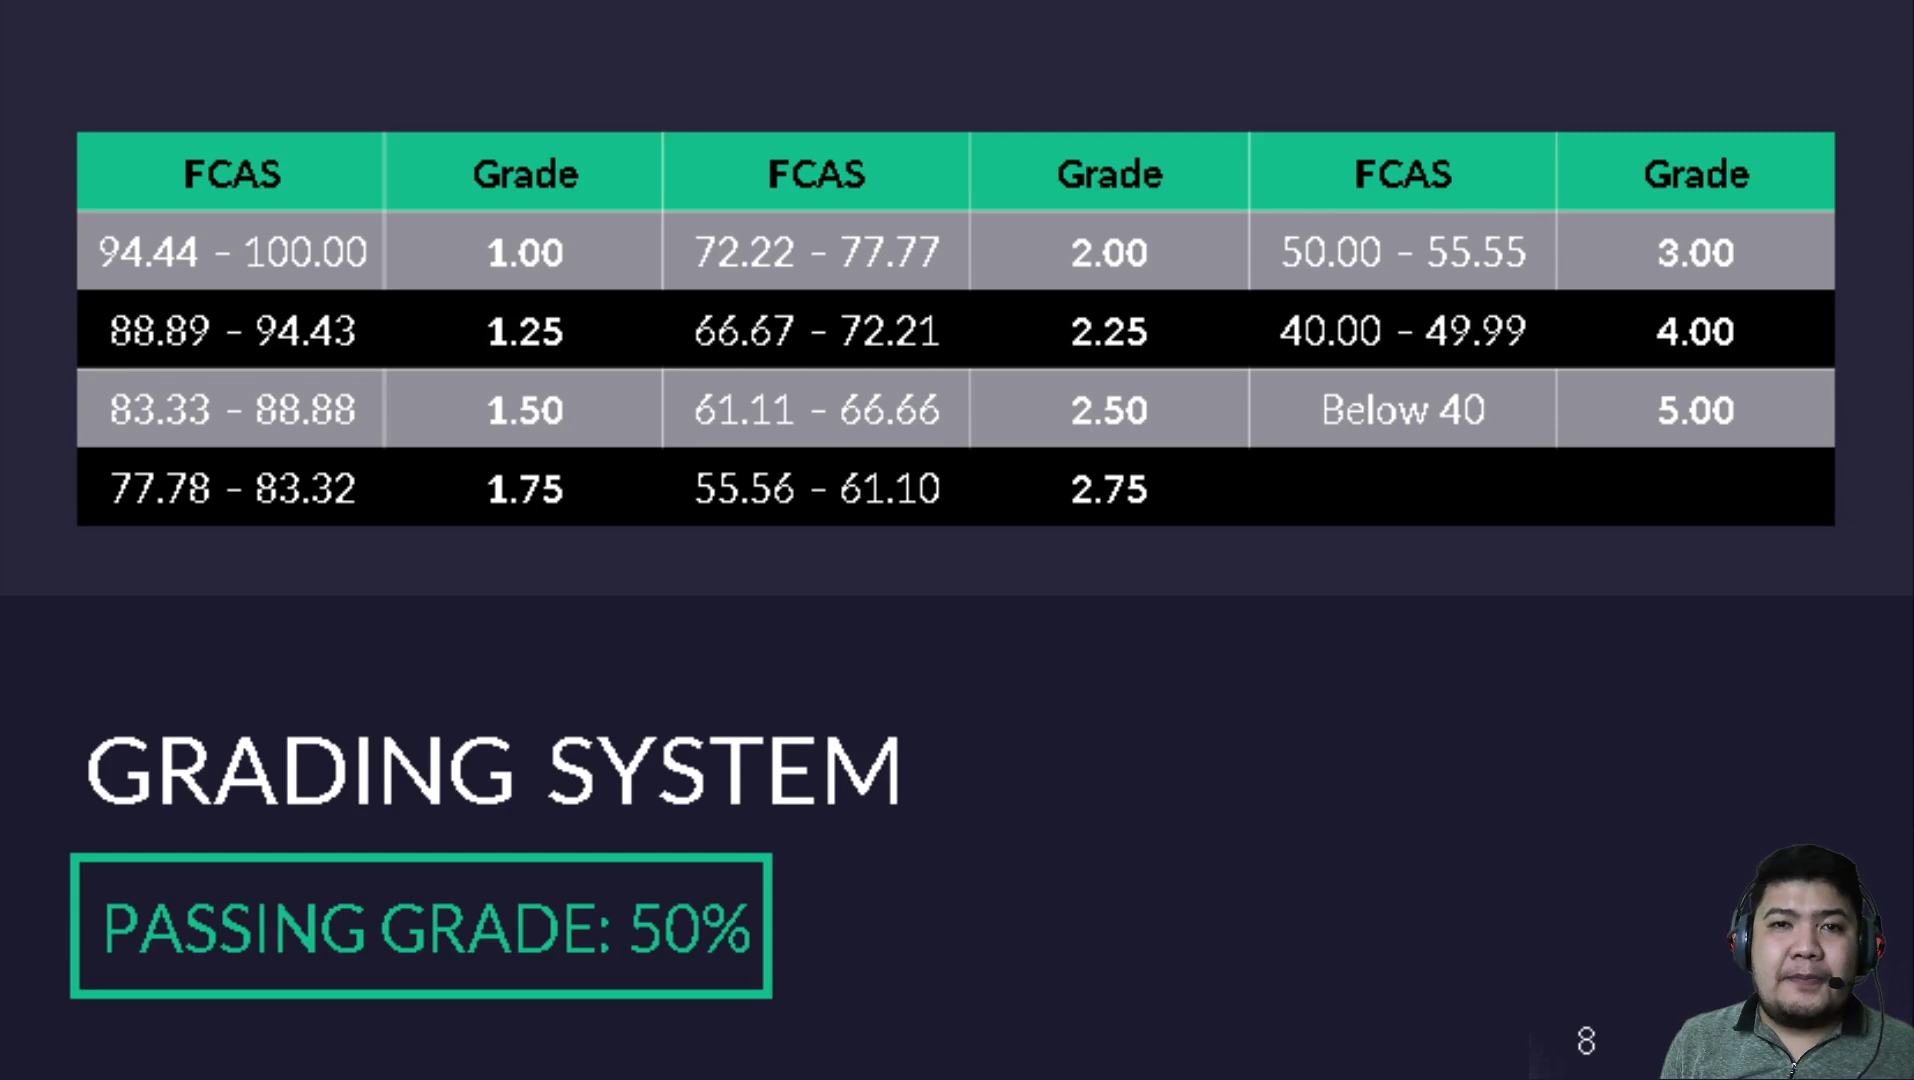 FCAS Grade FCAS Grade FCAS Grade
94.44 – 100.00 1.00 72.22 – 77.77 2.00 50.00 – 55.55 3.00
88.89 – 94.43 1.25 66.67 – 72.21 2.25 40.00 – 49.99 4.00
83.33 – 88.88 1.50 61.11 – 66.66 2.50 Below 40 5.00
77.78 – 83.32 1.75 55.56 – 61.10 2.75
GRADING SYSTEM
PASSING GRADE: 50%
8